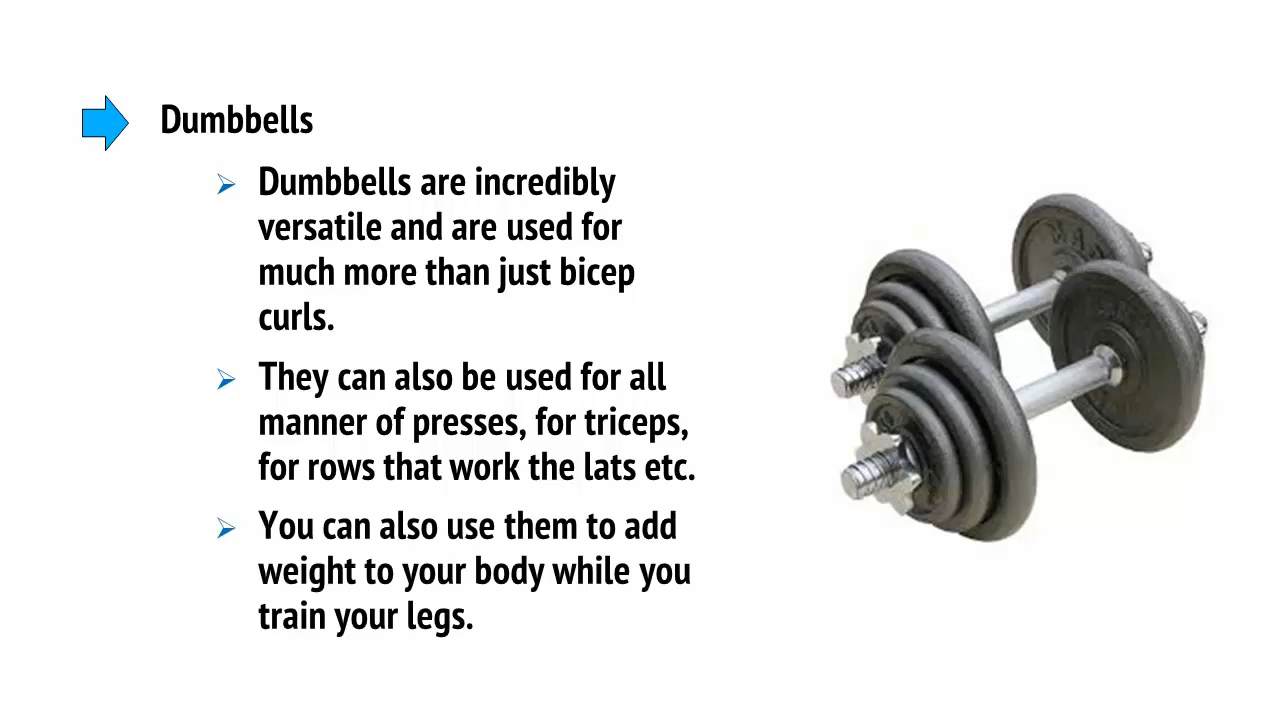 Dumbbells
Dumbbells are incredibly
versatile and are used for
much more than just bicep
curls.
They can also be used for all
manner of presses, for triceps,
for rows that work the lats etc.
You can also use them to add
weight to your body while you
train your legs.